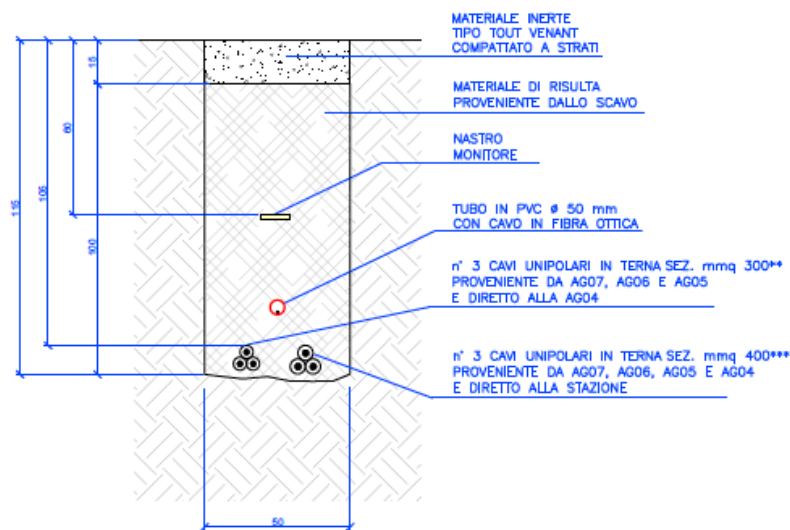 MATERIALE INERTE
TIPO TOUT VENANT
COMPATTATO A STRATI
MATERIALE DI RISULTA
PROVENIENTE DALLO SCAVO
NASTRO
MONITORE
TUBO IN PVC ø 50 mm
CON CAVO IN FIBRA OTTICA
n° 3 CAVI UNIPOLARI IN TERNA SEZ. mmq 300**
PROVENIENTE DA AG07, AG06 E AG05
E DIRETTO ALLA AG04
n° 3 CAVI UNIPOLARI IN TERNA SEZ. mmq 400***
PROVENIENTE DA AG07, AG06, AG05 E AG04
E DIRETTO ALLA STAZIONE
115
105
60
15
100
50